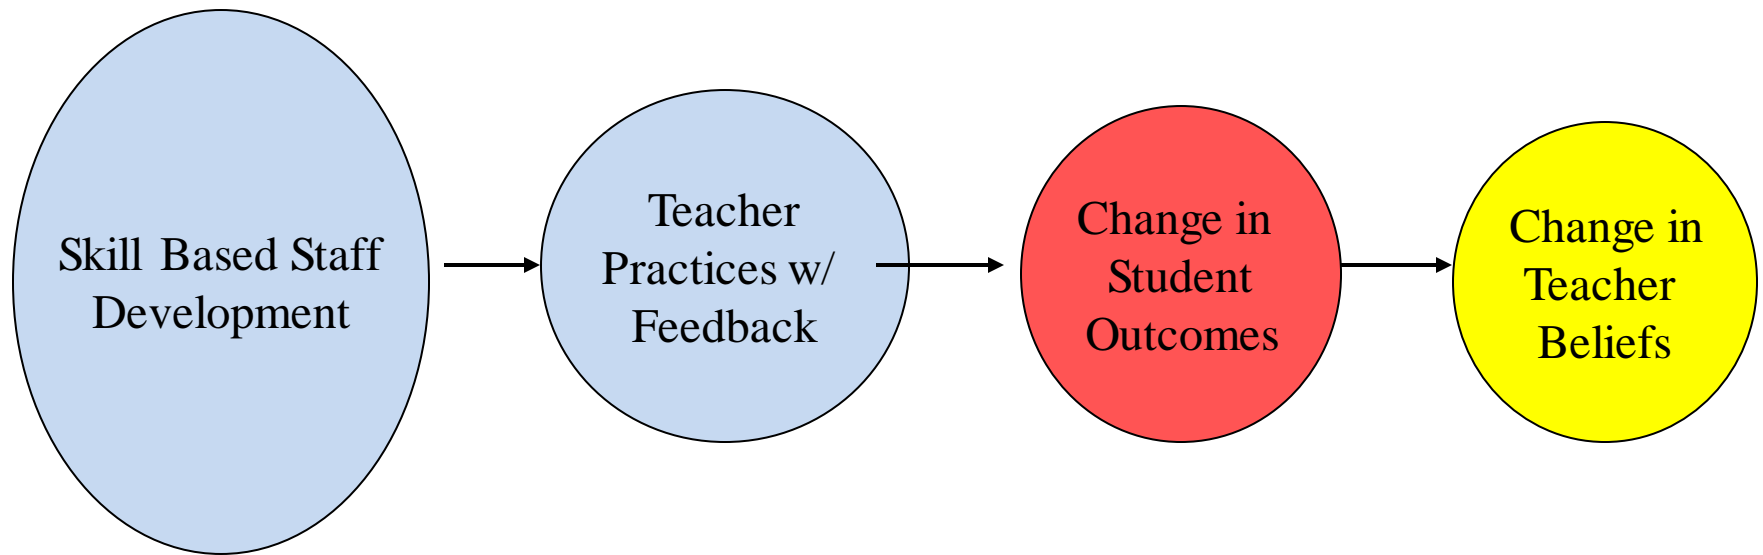 Skill Based Staff
Development
Teacher
Practices w/
Feedback
Change in
Student
Outcomes
Change in
Teacher
Beliefs